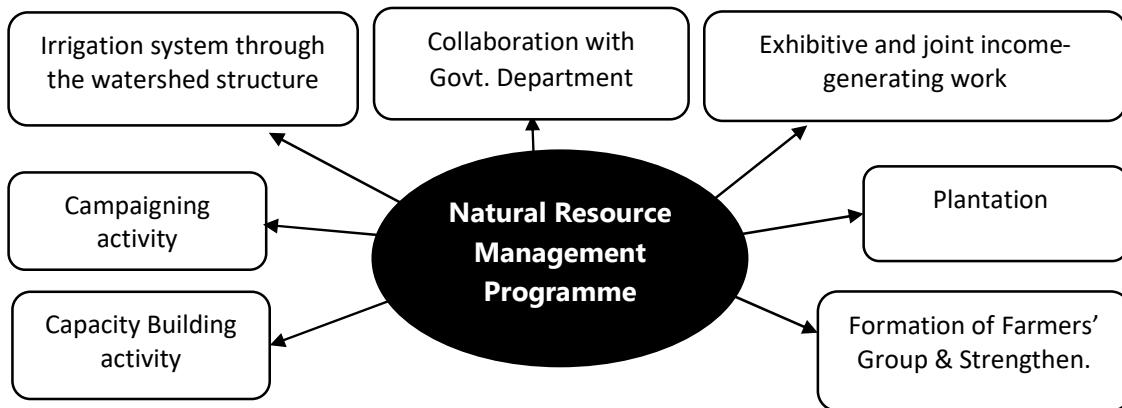 Irrigation system through
the watershed structure
Collaboration with
Govt. Department
Exhibitive and joint income-
generating work
Campaigning
activity
Natural Resource
Management
Programme
Plantation
Capacity Building
activity
Formation of Farmers’
Group & Strengthen.